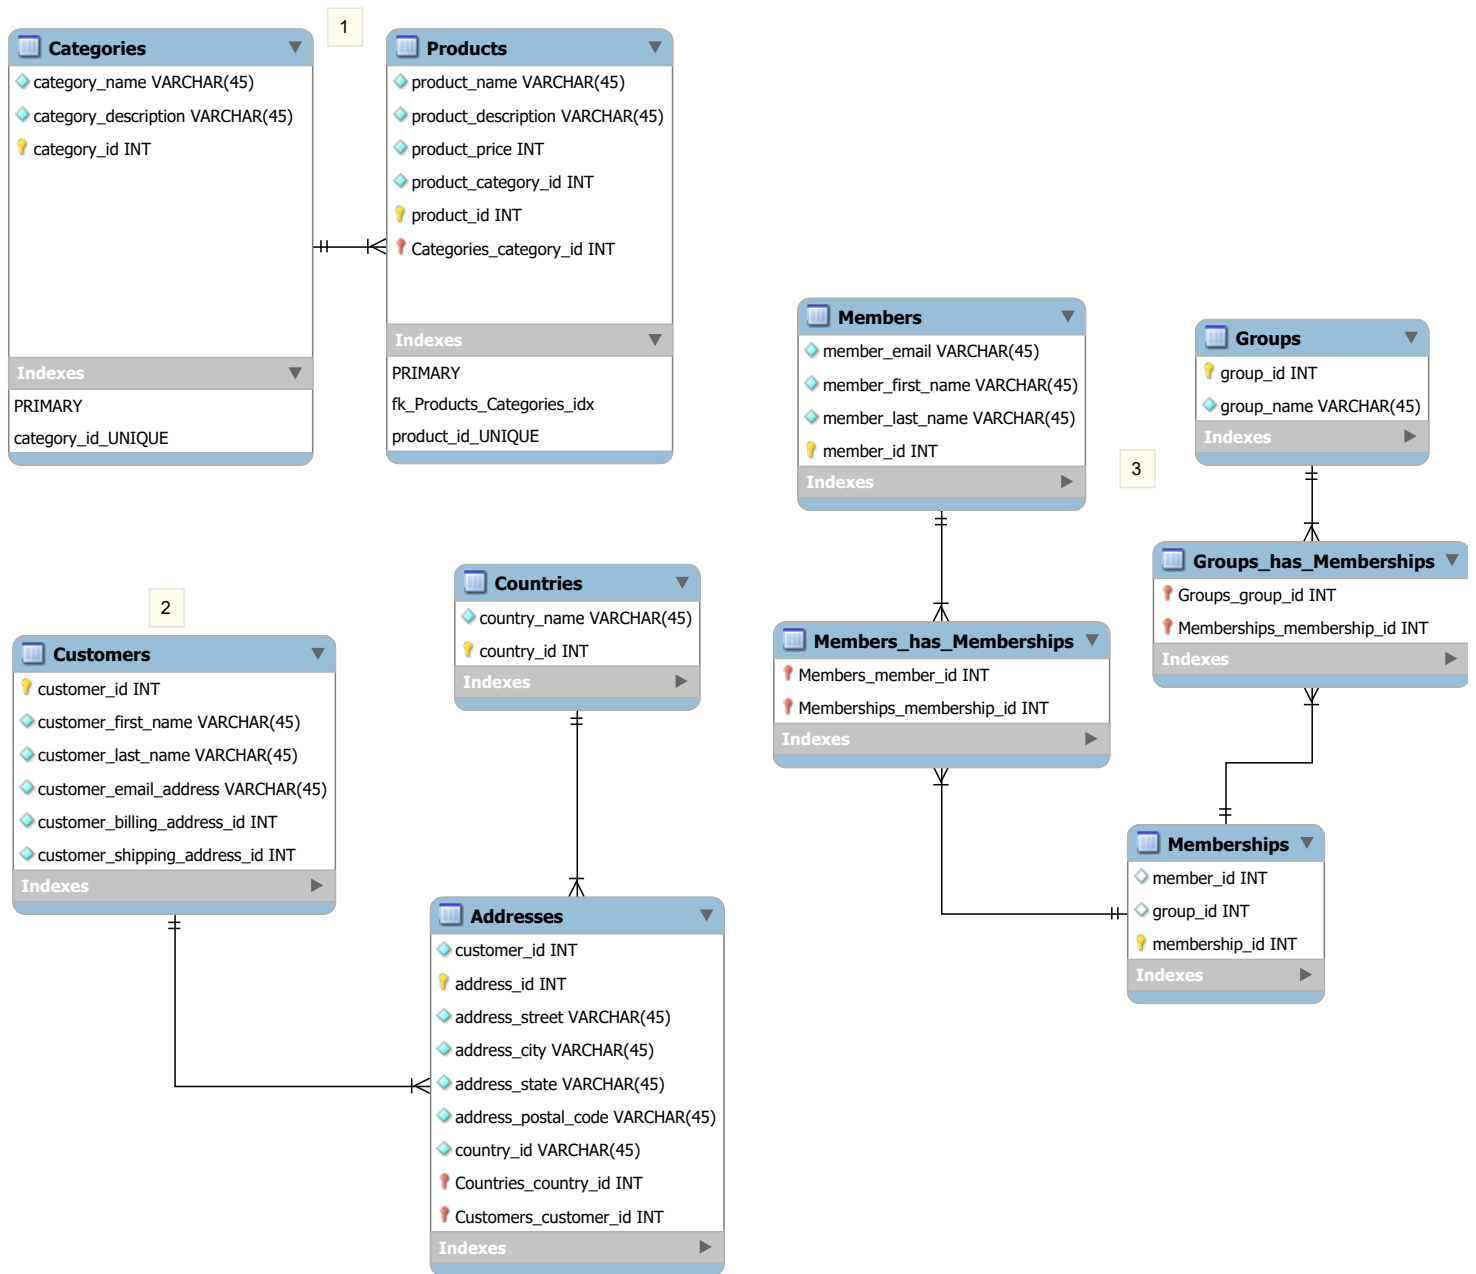 1
Categories
category_name VARCHAR(45)
category_description VARCHAR(45)
category_id INT
Indexes
PRIMARY
category_id_UNIQUE
Products
product_name VARCHAR(45)
product_description VARCHAR(45)
product_price INT
product_category_id INT
product_id INT
Categories_category_id INT
Indexes
PRIMARY
fk_Products_Categories_idx
product_id_UNIQUE
2
Customers
customer_id INT
customer_first_name VARCHAR(45)
customer_last_name VARCHAR(45)
customer_email_address VARCHAR(45)
customer_billing_address_id INT
customer_shipping_address_id INT
Indexes
Countries
country_name VARCHAR(45)
country_id INT
Indexes
Addresses
customer_id INT
address_id INT
address_street VARCHAR(45)
address_city VARCHAR(45)
address_state VARCHAR(45)
address_postal_code VARCHAR(45)
country_id VARCHAR(45)
Countries_country_id INT
Customers_customer_id INT
Indexes
3
Members
member_email VARCHAR(45)
member_first_name VARCHAR(45)
member_last_name VARCHAR(45)
member_id INT
Indexes
Groups
group_id INT
group_name VARCHAR(45)
Indexes
Members_has_Memberships
Members_member_id INT
Memberships_membership_id INT
Indexes
Groups_has_Memberships
Groups_group_id INT
Memberships_membership_id INT
Indexes
Memberships
member_id INT
group_id INT
membership_id INT
Indexes